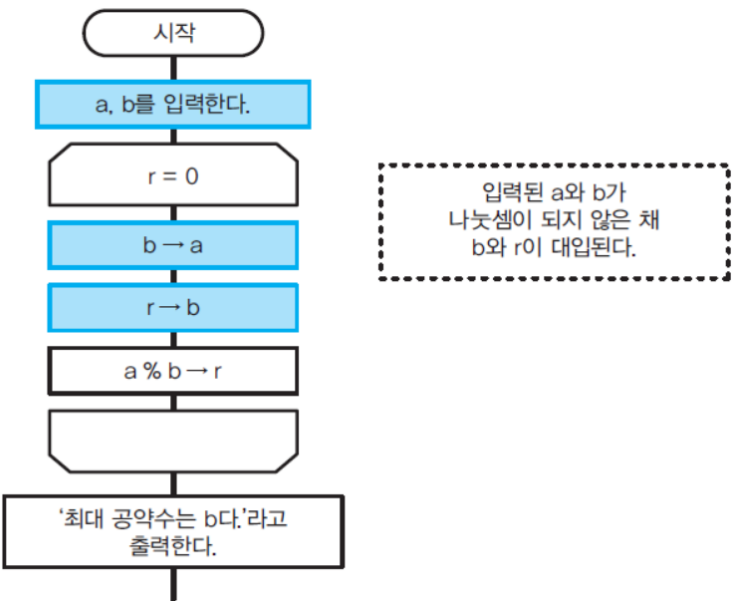 시작
a, b를 입력한다.
r = 0
b → a
r → b
a % b → r
‘최대 공약수는 b다.’라고
출력한다.
입력된 a와 b가
나눗셈이 되지 않은 채
b와 r이 대입된다.